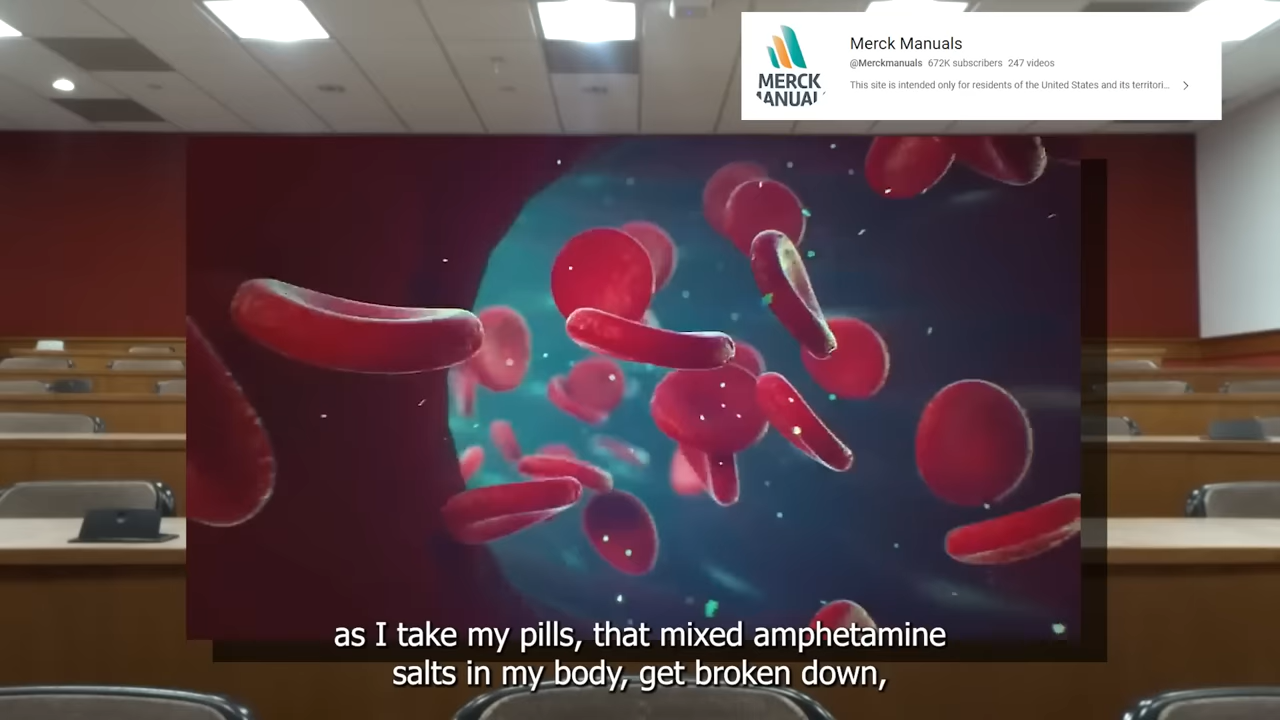 MERCK
MANUAL
Merck Manuals
@Merckmanuals 672K subscribers 247 videos
This site is intended only for residents of the United States and its territori...
as I take my pills, that mixed amphetamine
salts in my body, get broken down,